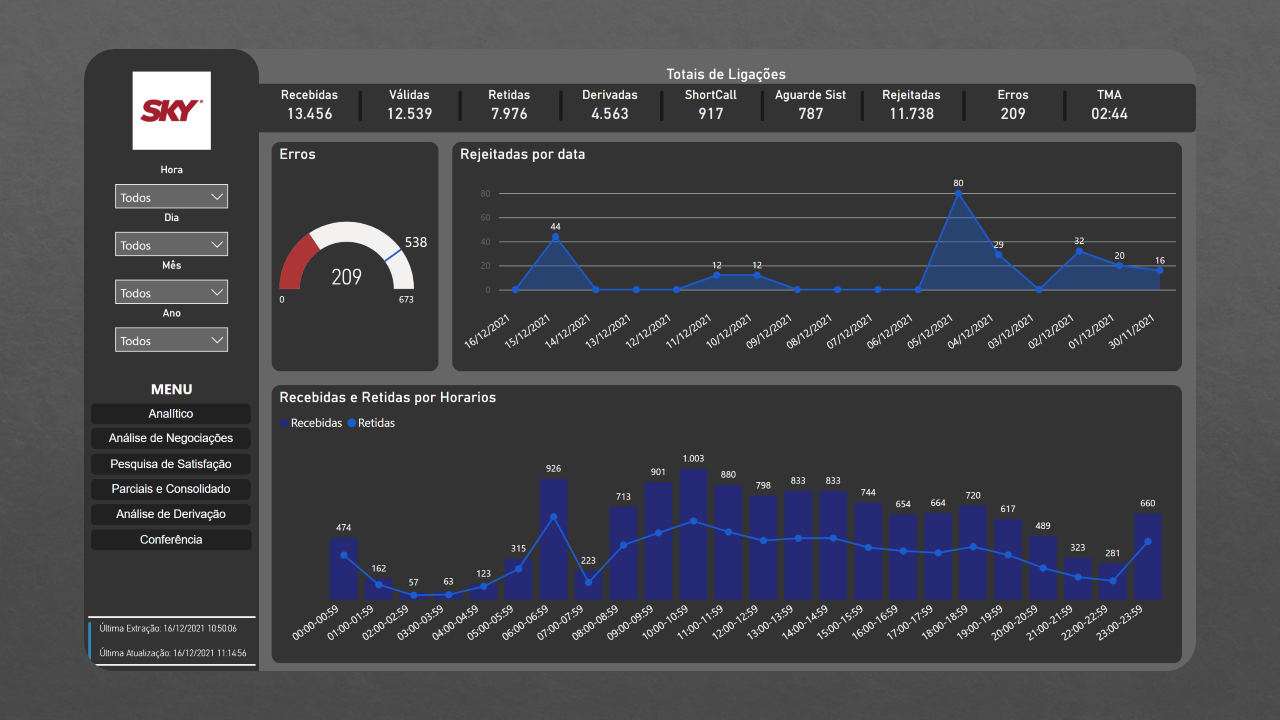 Totais de Ligações
SKY
Recebidas Válidas Retidas Derivadas ShortCall Aguarde Sist Rejeitadas Erros TMA
13.456 12.539 7.976 4.563 917 787 11.738 209 02:44
Hora
Todos
Dia
Todos
Mês
Todos
Ano
Todos
MENU
Analítico
Análise de Negociações
Pesquisa de Satisfação
Parciais e Consolidado
Análise de Derivação
Conferência
Última Extração: 16/12/2021 10:50:06
Última Atualização: 16/12/2021 11:14:56
Erros
538
209
0 673
Rejeitadas por data
80
60
40
20
0
44 12 12 80 29 32 20 16
16/12/2021 15/12/2021 14/12/2021 13/12/2021 12/12/2021 11/12/2021 10/12/2021 09/12/2021 08/12/2021 07/12/2021 06/12/2021 05/12/2021 04/12/2021 03/12/2021 02/12/2021 01/12/2021 30/11/2021
Recebidas e Retidas por Horarios
Recebidas Retidas
474 162 57 63 123 315 926 223 713 901 1.003 880 798 833 833 744 654 664 720 617 489 323 281 660
00:00-00:59 01:00-01:59 02:00-02:59 03:00-03:59 04:00-04:59 05:00-05:59 06:00-06:59 07:00-07:59 08:00-08:59 09:00-09:59 10:00-10:59 11:00-11:59 12:00-12:59 13:00-13:59 14:00-14:59 15:00-15:59 16:00-16:59 17:00-17:59 18:00-18:59 19:00-19:59 20:00-20:59 21:00-21:59 22:00-22:59 23:00-23:59